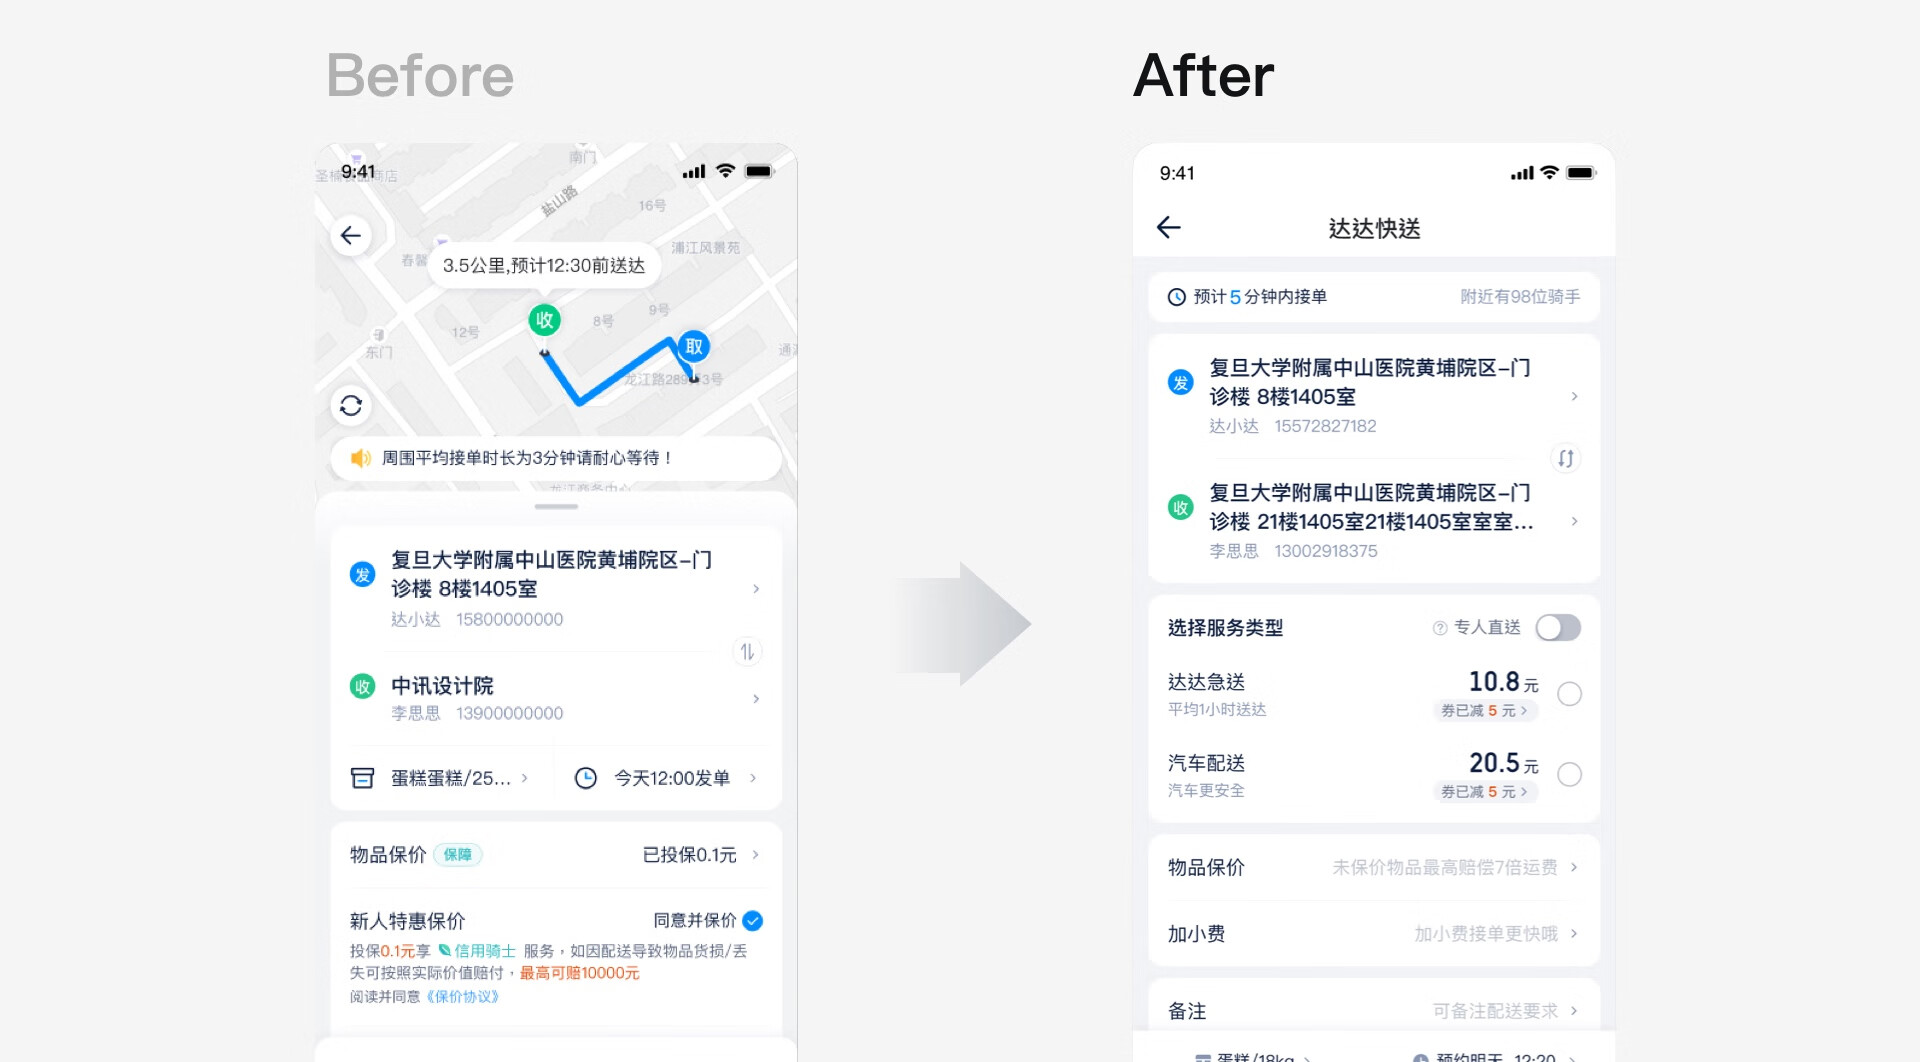 Before
After
9:41
圣楠食品商店
南门
盐山路
16号
浦江风景苑
春馨
3.5公里,预计12:30前送达
收
8号
9号
12号
取
东门
龙江路289弄3号
周围平均接单时长为3分钟请耐心等待！
龙江商务中心
发
复旦大学附属中山医院黄埔院区–门
诊楼 8楼1405室
达小达 15800000000
收
中讯设计院
李思思 13900000000
蛋糕蛋糕/25...
今天12:00发单
物品保价 保障
已投保0.1元
新人特惠保价
同意并保价
投保0.1元享 信用骑士 服务，如因配送导致物品货损/丢
失可按照实际价值赔付，最高可赔10000元
阅读并同意《保价协议》
9:41
达达快送
预计5分钟内接单
附近有98位骑手
发
复旦大学附属中山医院黄埔院区–门
诊楼 8楼1405室
达小达 15572827182
收
复旦大学附属中山医院黄埔院区–门
诊楼 21楼1405室21楼1405室室室...
李思思 13002918375
选择服务类型
专人直送
达达急送
10.8 元
平均1小时送达
券已减 5 元
汽车配送
20.5 元
汽车更安全
券已减 5 元
物品保价
未保价物品最高赔偿7倍运费
加小费
加小费接单更快哦
备注
可备注配送要求
蛋糕/18kg
预约明天 12:20